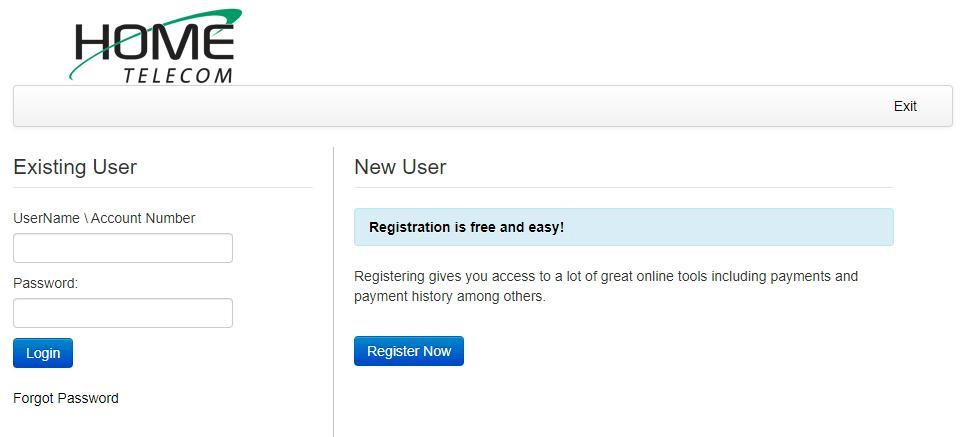 HOME
TELECOM
Exit
Existing User
UserName \ Account Number
Password:
Login
Forgot Password
New User
Registration is free and easy!
Registering gives you access to a lot of great online tools including payments and
payment history among others.
Register Now